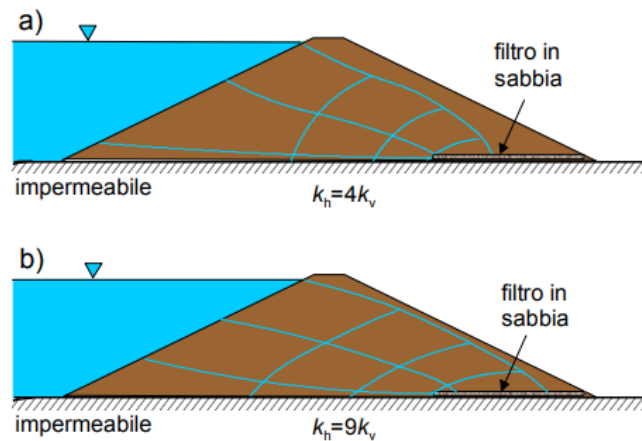 a)
filtro in
sabbia
impermeabile
kh=4kv
b)
filtro in
sabbia
impermeabile
kh=9kv